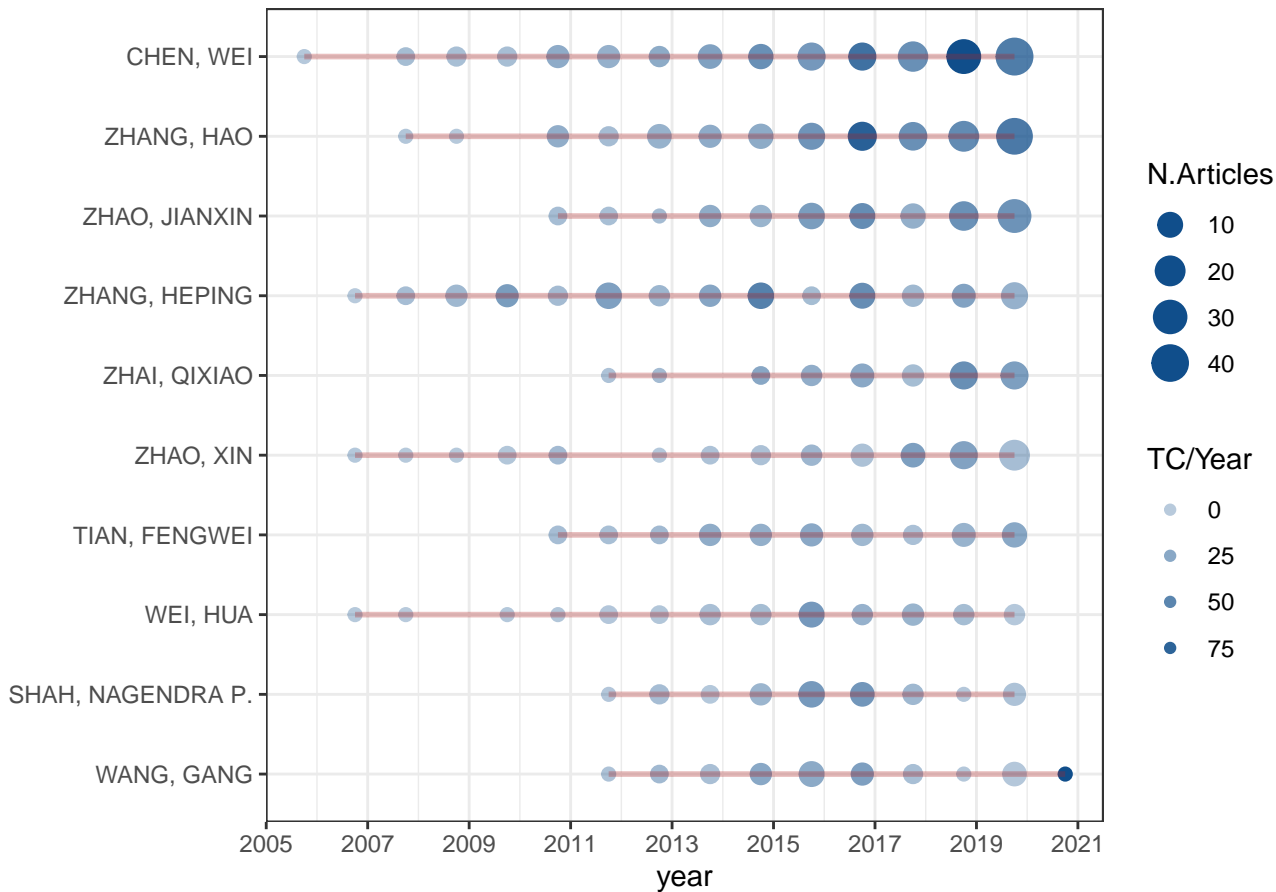 CHEN, WEI
ZHANG, HAO
ZHAO, JIANXIN
ZHANG, HEPING
ZHAI, QIXIAO
ZHAO, XIN
TIAN, FENGWEI
WEI, HUA
SHAH, NAGENDRA P.
WANG, GANG
2005 2007 2009 2011 2013 2015 2017 2019 2021
year
N.Articles
10
20
30
40
TC/Year
0
25
50
75